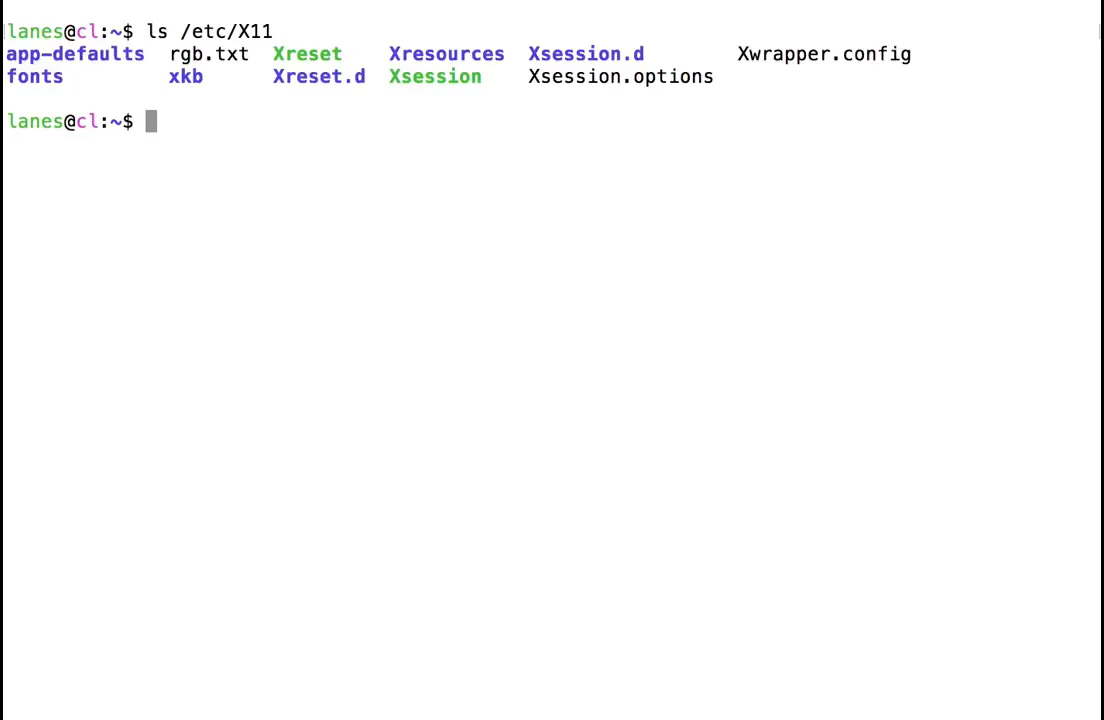 lanes@cl:~$ ls /etc/X11
app-defaults  rgb.txt  Xreset    Xresources  Xsession.d        Xwrapper.config
fonts         xkb      Xreset.d  Xsession    Xsession.options
lanes@cl:~$